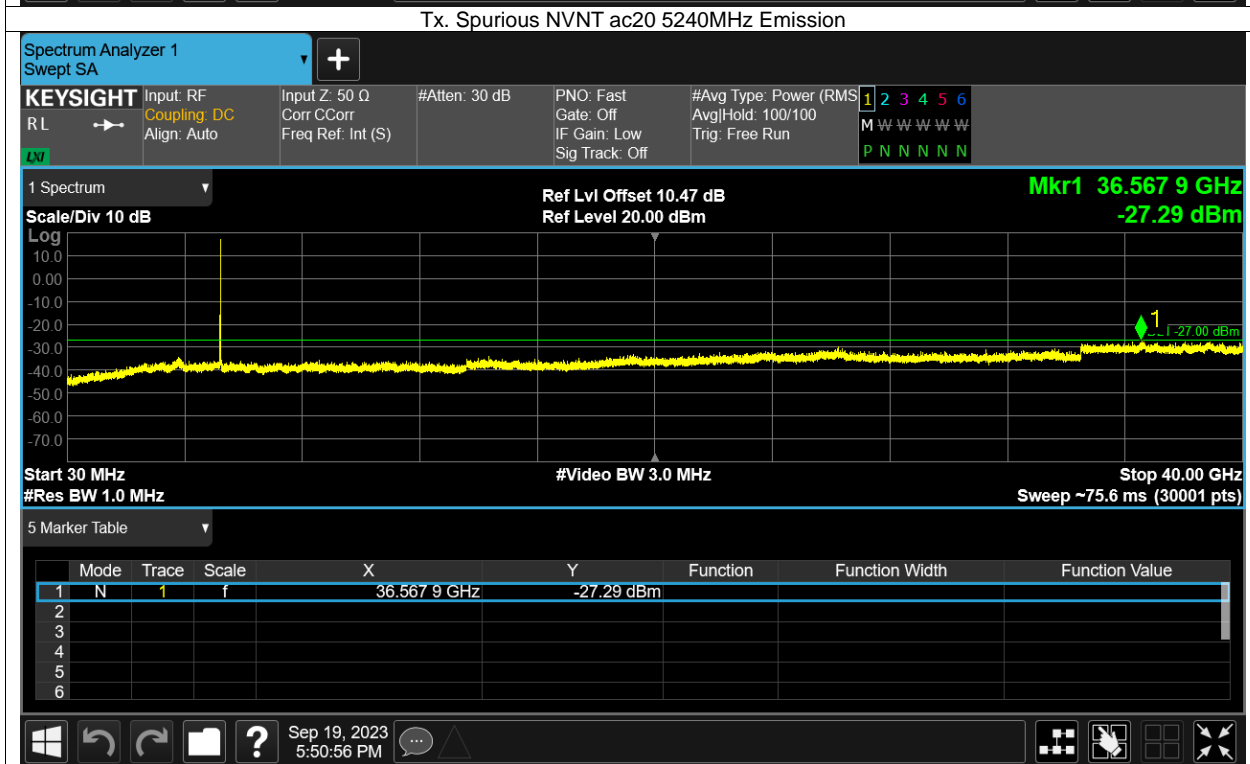 Tx. Spurious NVNT ac20 5240MHz Emission
Spectrum Analyzer 1
Swept SA
KEYSIGHT
RL
LXI
Input: RF
Coupling: DC
Align: Auto
Input Z: 50 Ω
Corr CCorr
Freq Ref: Int (S)
#Atten: 30 dB
PNO: Fast
Gate: Off
IF Gain: Low
Sig Track: Off
#Avg Type: Power (RMS
Avg|Hold: 100/100
Trig: Free Run
1 2 3 4 5 6
M W W W W W
P N N N N N
1 Spectrum
Scale/Div 10 dB
Ref Lvl Offset 10.47 dB
Ref Level 20.00 dBm
Mkr1 36.567 9 GHz
-27.29 dBm
Log
10.0
0.00
-10.0
-20.0
-30.0
-40.0
-50.0
-60.0
-70.0
1
-27.00 dBm
Start 30 MHz
#Res BW 1.0 MHz
#Video BW 3.0 MHz
Stop 40.00 GHz
Sweep ~75.6 ms (30001 pts)
5 Marker Table
Mode Trace Scale X Y Function Function Width Function Value
1 N 1 f 36.567 9 GHz -27.29 dBm
2
3
4
5
6
?
Sep 19, 2023
5:50:56 PM